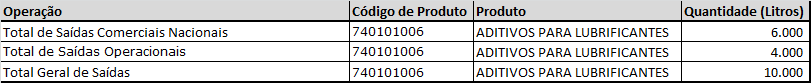 Operação Código de Produto Produto Quantidade (Litros)
Total de Saídas Comerciais Nacionais 740101006 ADITIVOS PARA LUBRIFICANTES 6.000
Total de Saídas Operacionais 740101006 ADITIVOS PARA LUBRIFICANTES 4.000
Total Geral de Saídas 740101006 ADITIVOS PARA LUBRIFICANTES 10.000